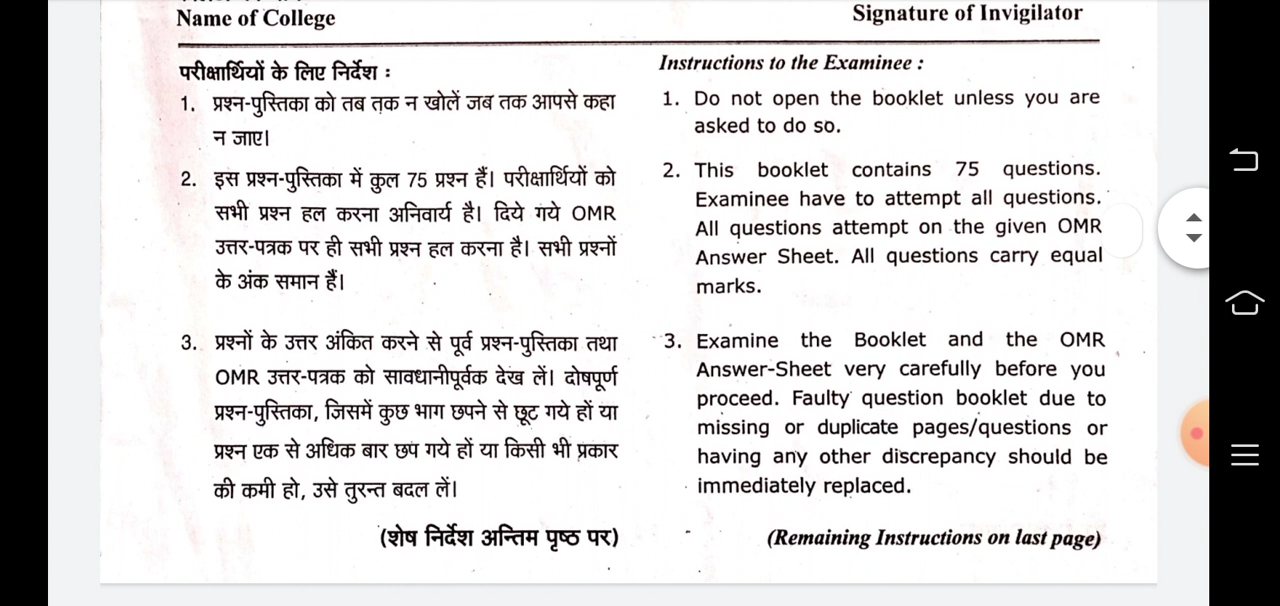 Name of College
Signature of Invigilator
परीक्षार्थियों के लिए निर्देश :
1. प्रश्न-पुस्तिका को तब तक न खोलें जब तक आपसे कहा
न जाए।
2. इस प्रश्न-पुस्तिका में कुल 75 प्रश्न हैं। परीक्षार्थियों को
सभी प्रश्न हल करना अनिवार्य है। दिये गये OMR
उत्तर-पत्रक पर ही सभी प्रश्न हल करना है। सभी प्रश्नों
के अंक समान हैं।
3. प्रश्नों के उत्तर अंकित करने से पूर्व प्रश्न-पुस्तिका तथा
OMR उत्तर-पत्रक को सावधानीपूर्वक देख लें। दोषपूर्ण
प्रश्न-पुस्तिका, जिसमें कुछ भाग छपने से छूट गये हों या
प्रश्न एक से अधिक बार छप गये हों या किसी भी प्रकार
की कमी हो, उसे तुरन्त बदल लें।
(शेष निर्देश अन्तिम पृष्ठ पर)
Instructions to the Examinee :
1. Do not open the booklet unless you are
asked to do so.
2. This booklet contains 75 questions.
Examinee have to attempt all questions.
All questions attempt on the given OMR
Answer Sheet. All questions carry equal
marks.
3. Examine the Booklet and the OMR
Answer-Sheet very carefully before you
proceed. Faulty question booklet due to
missing or duplicate pages/questions or
having any other discrepancy should be
immediately replaced.
(Remaining Instructions on last page)